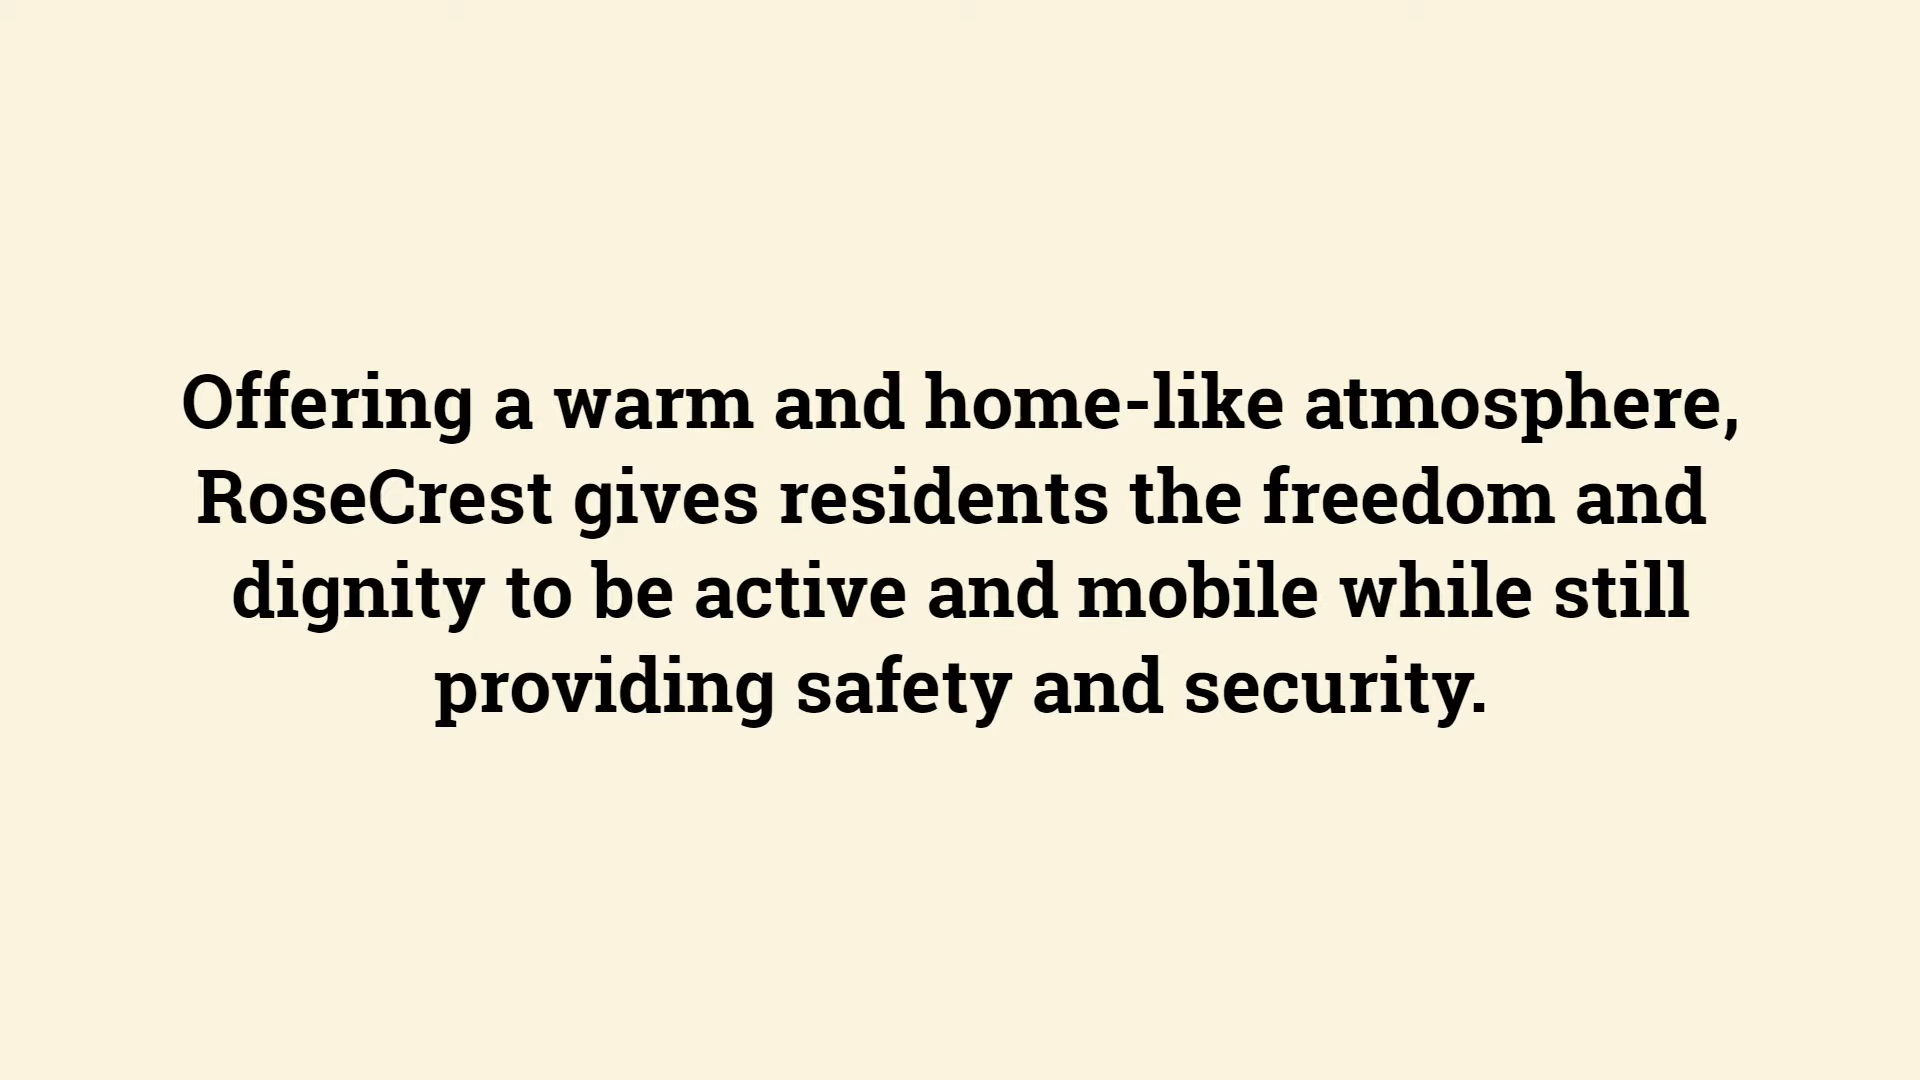 Offering a warm and home-like atmosphere,
RoseCrest gives residents the freedom and
dignity to be active and mobile while still
providing safety and security.